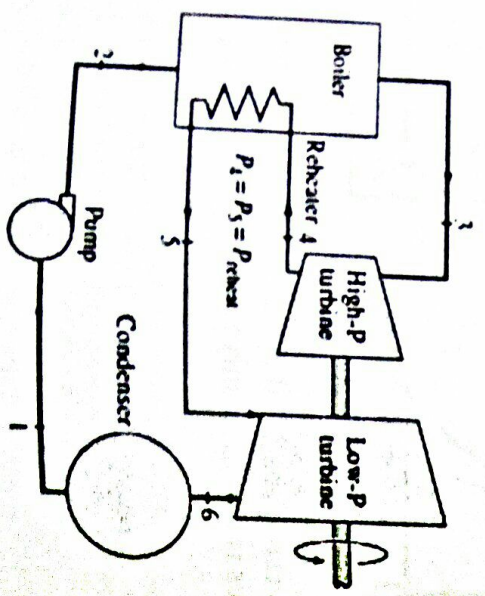 3
Boiler
High-P
turbine
Low-P
turbine
Reheater
4
P4 = P5 = Preheat
2
5
6
Pump
Condenser
1